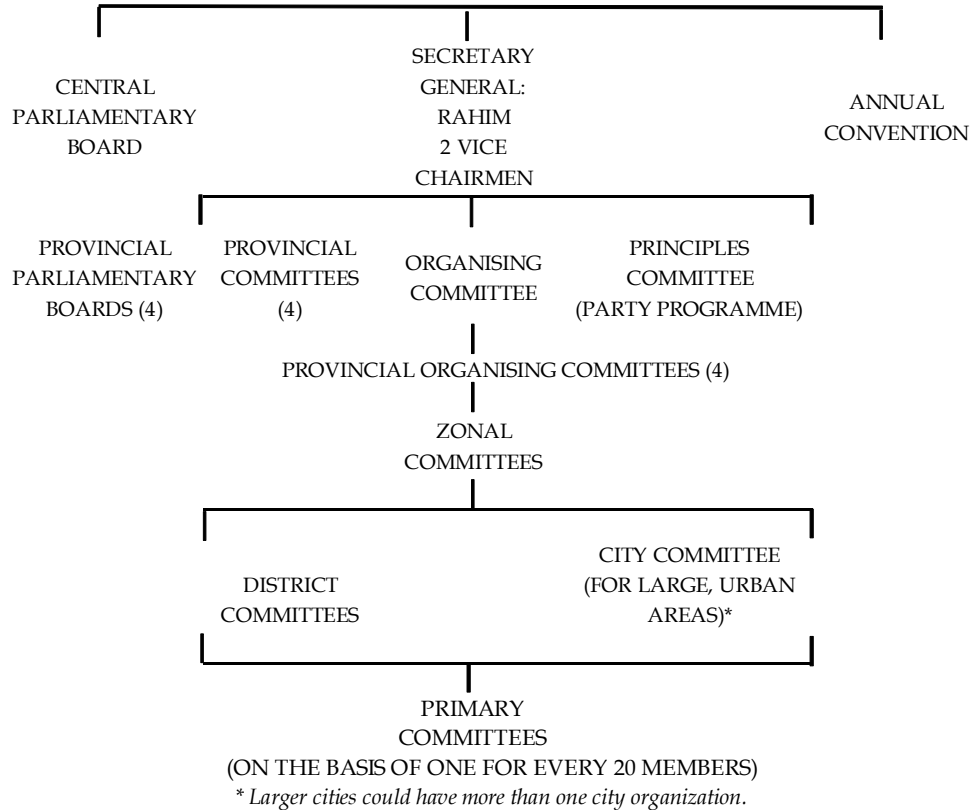 CENTRAL
PARLIAMENTARY
BOARD
SECRETARY
GENERAL:
RAHIM
2 VICE
CHAIRMEN
ANNUAL
CONVENTION
PROVINCIAL
PARLIAMENTARY
BOARDS (4)
PROVINCIAL
COMMITTEES
(4)
ORGANISING
COMMITTEE
PRINCIPLES
COMMITTEE
(PARTY PROGRAMME)
PROVINCIAL ORGANISING COMMITTEES (4)
ZONAL
COMMITTEES
DISTRICT
COMMITTEES
CITY COMMITTEE
(FOR LARGE, URBAN
AREAS)*
PRIMARY
COMMITTEES
(ON THE BASIS OF ONE FOR EVERY 20 MEMBERS)
* Larger cities could have more than one city organization.